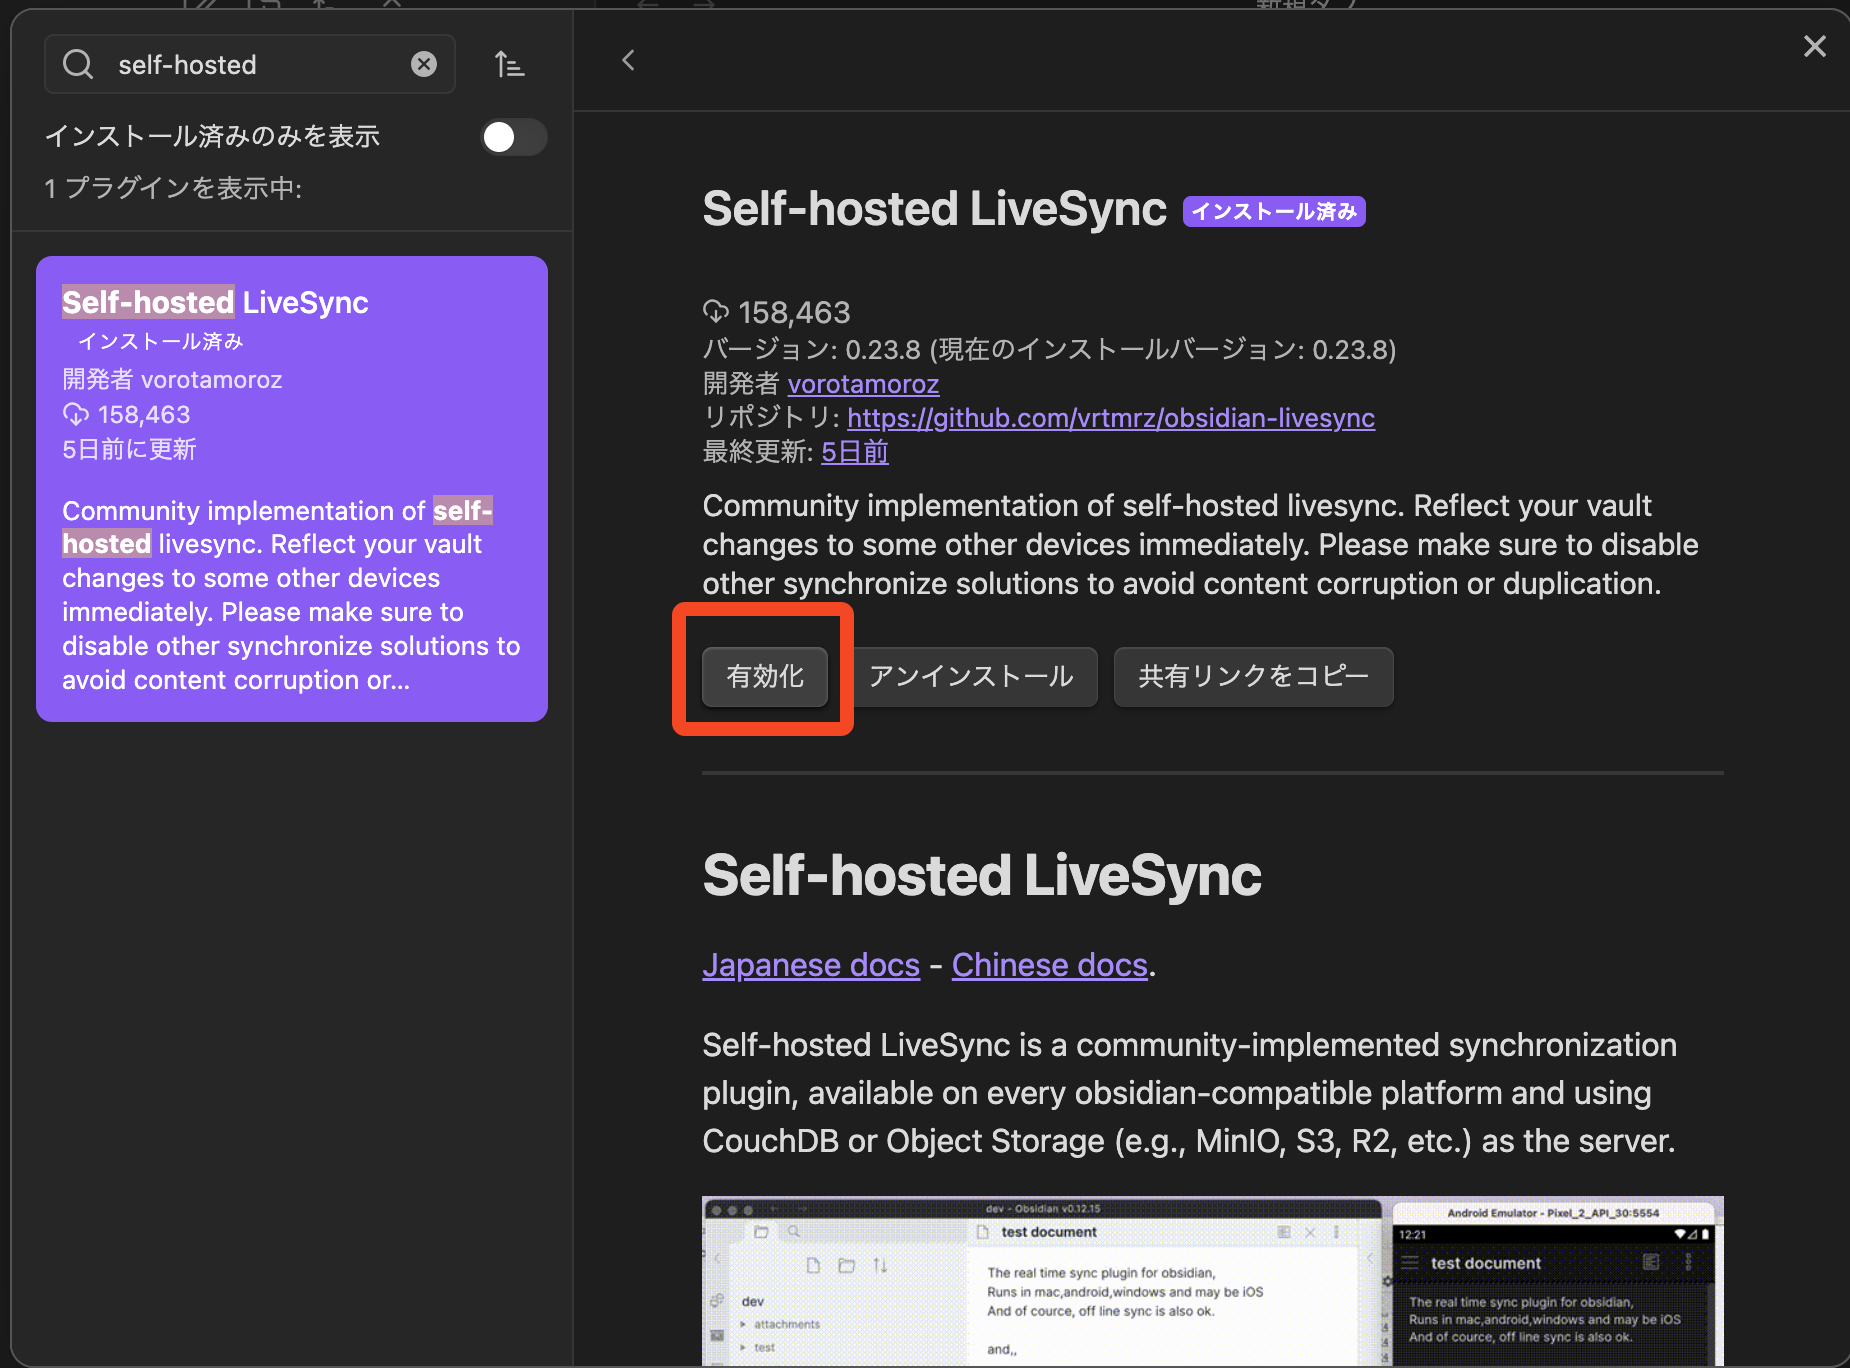 新規タブ
self-hosted
インストール済みのみを表示
1 プラグインを表示中:
Self-hosted LiveSync
インストール済み
開発者 vorotamoroz
158,463
5日前に更新
Community implementation of self-
hosted livesync. Reflect your vault
changes to some other devices
immediately. Please make sure to
disable other synchronize solutions to
avoid content corruption or...
Self-hosted LiveSync インストール済み
158,463
バージョン: 0.23.8 (現在のインストールバージョン: 0.23.8)
開発者 vorotamoroz
リポジトリ: https://github.com/vrtmrz/obsidian-livesync
最終更新: 5日前
Community implementation of self-hosted livesync. Reflect your vault
changes to some other devices immediately. Please make sure to disable
other synchronize solutions to avoid content corruption or duplication.
有効化 アンインストール 共有リンクをコピー
Self-hosted LiveSync
Japanese docs - Chinese docs.
Self-hosted LiveSync is a community-implemented synchronization
plugin, available on every obsidian-compatible platform and using
CouchDB or Object Storage (e.g., MinIO, S3, R2, etc.) as the server.
dev - Obsidian v0.12.15
test document
The real time sync plugin for obsidian,
Runs in mac,android,windows and may be iOS
And of cource, off line sync is also ok.
and,,
dev
attachments
test
Android Emulator - Pixel_2_API_30:5554
12:21
test document
The real time sync plugin for obsidian,
Runs in mac,android,windows and may be iOS
And of cource, off line sync is also ok.